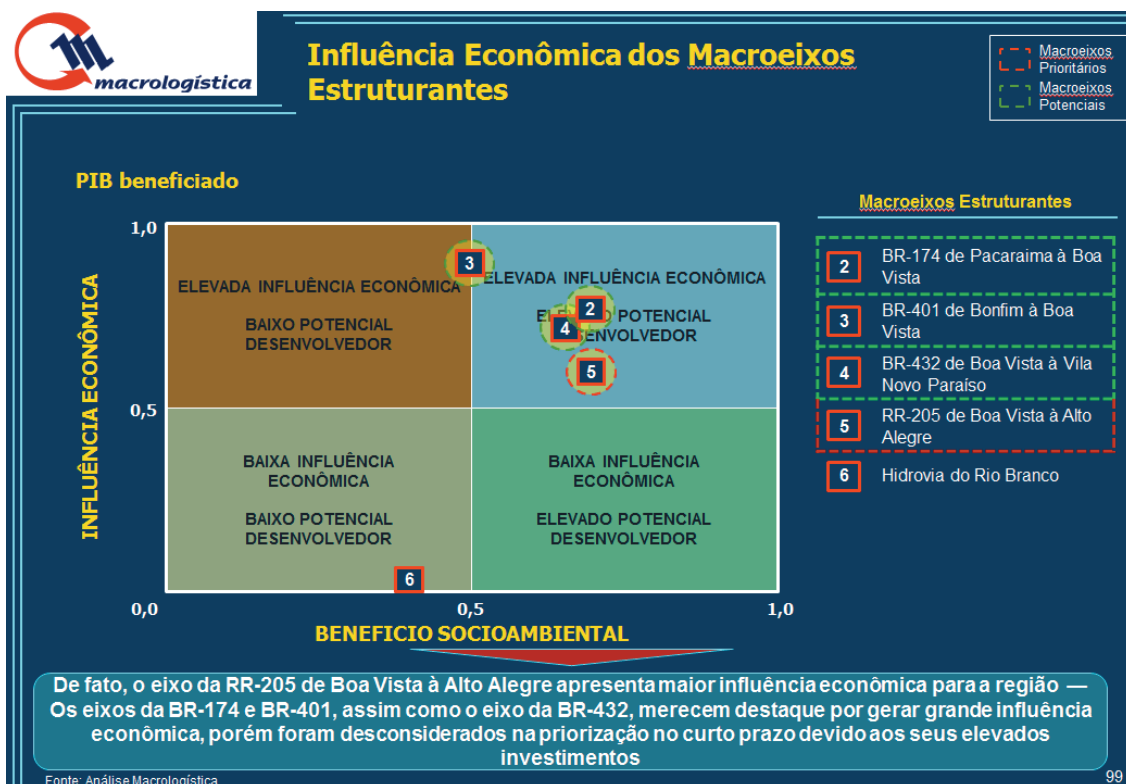 macrologística
Influência Econômica dos Macroeixos
Estruturantes
Macroeixos
Prioritários
Macroeixos
Potenciais
PIB beneficiado
INFLUÊNCIA ECONÔMICA
1,0
0,5
0,0
0,5
1,0
ELEVADA INFLUÊNCIA ECONÔMICA
BAIXO POTENCIAL
DESENVOLVEDOR
3
ELEVADA INFLUÊNCIA ECONÔMICA
2
4
POTENCIAL
5
BAIXA INFLUÊNCIA
ECONÔMICA
BAIXO POTENCIAL
DESENVOLVEDOR
6
BAIXA INFLUÊNCIA
ECONÔMICA
ELEVADO POTENCIAL
DESENVOLVEDOR
BENEFICIO SOCIOAMBIENTAL
Macroeixos Estruturantes
2
BR-174 de Pacaraima à Boa
Vista
3
BR-401 de Bonfim à Boa
Vista
4
BR-432 de Boa Vista à Vila
Novo Paraíso
5
RR-205 de Boa Vista à Alto
Alegre
6
Hidrovia do Rio Branco
De fato, o eixo da RR-205 de Boa Vista à Alto Alegre apresenta maior influência econômica para a região —
Os eixos da BR-174 e BR-401, assim como o eixo da BR-432, merecem destaque por gerar grande influência
econômica, porém foram desconsiderados na priorização no curto prazo devido aos seus elevados
investimentos
Fonte: Análise Macrologística
99